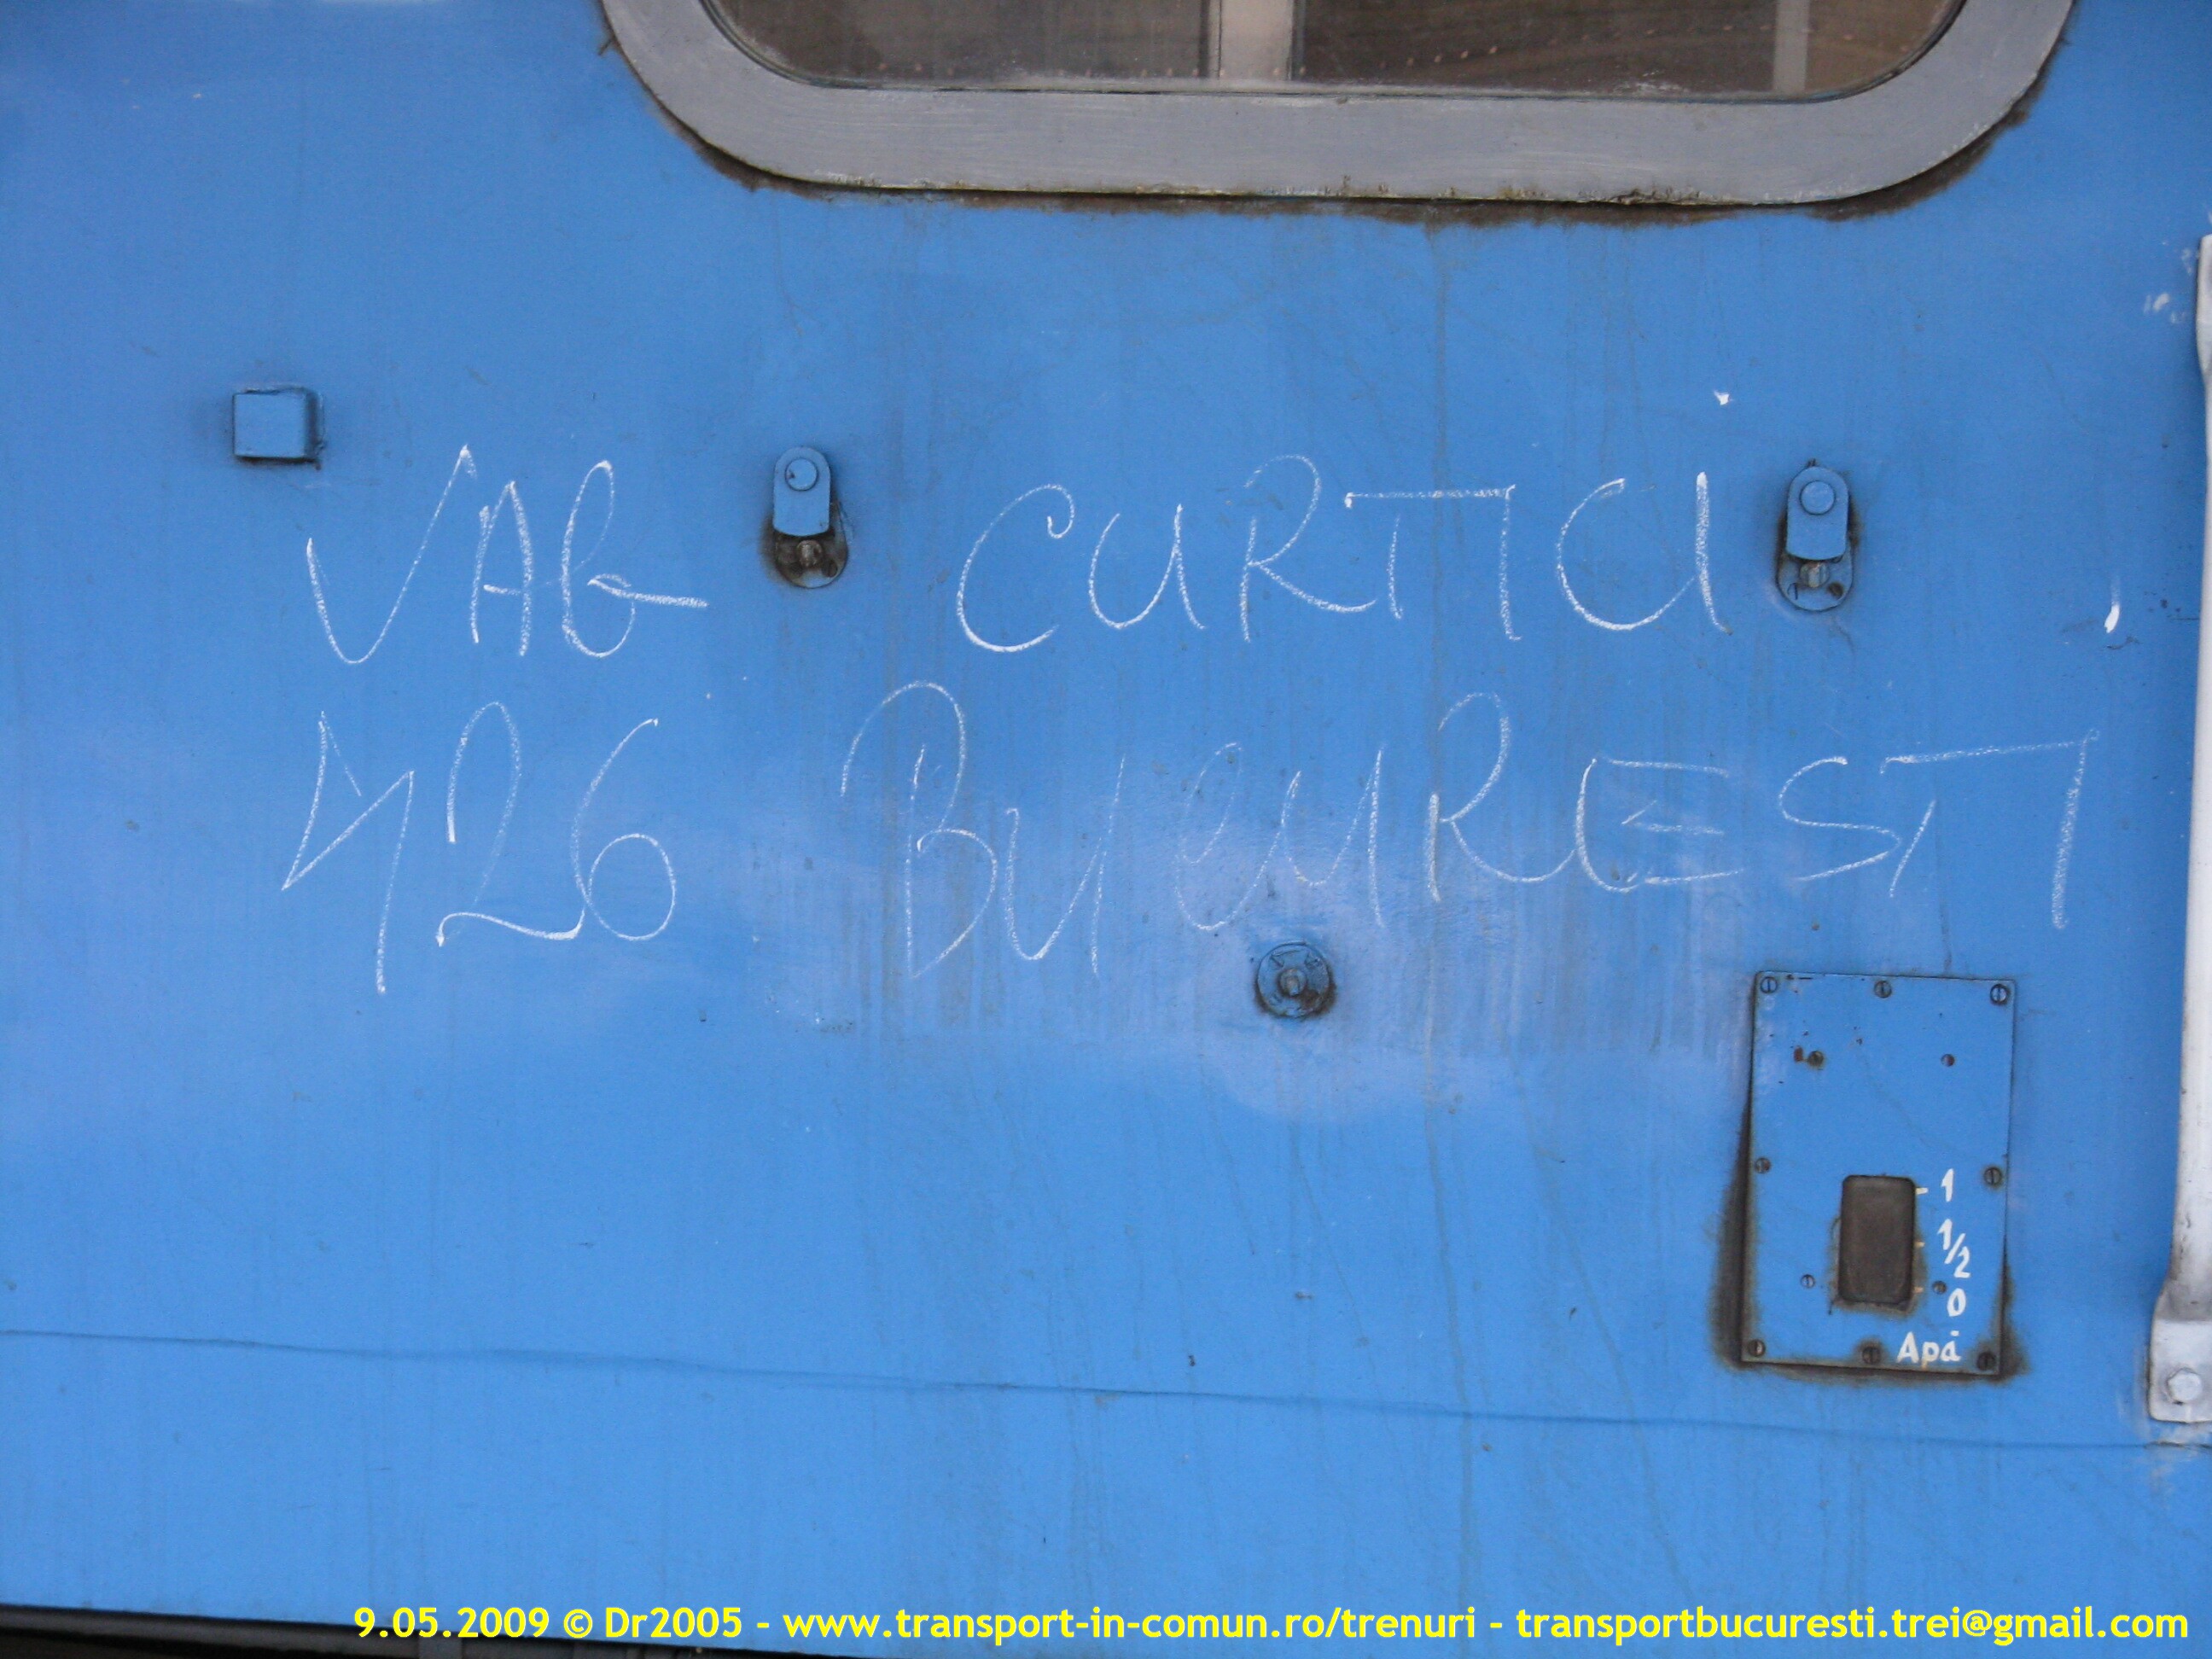 VAG CURTICI
426 BUCURESTI
1
1/2
0
Apă
9.05.2009 © Dr2005 - www.transport-in-comun.ro/trenuri - transportbucuresti.trei@gmail.com